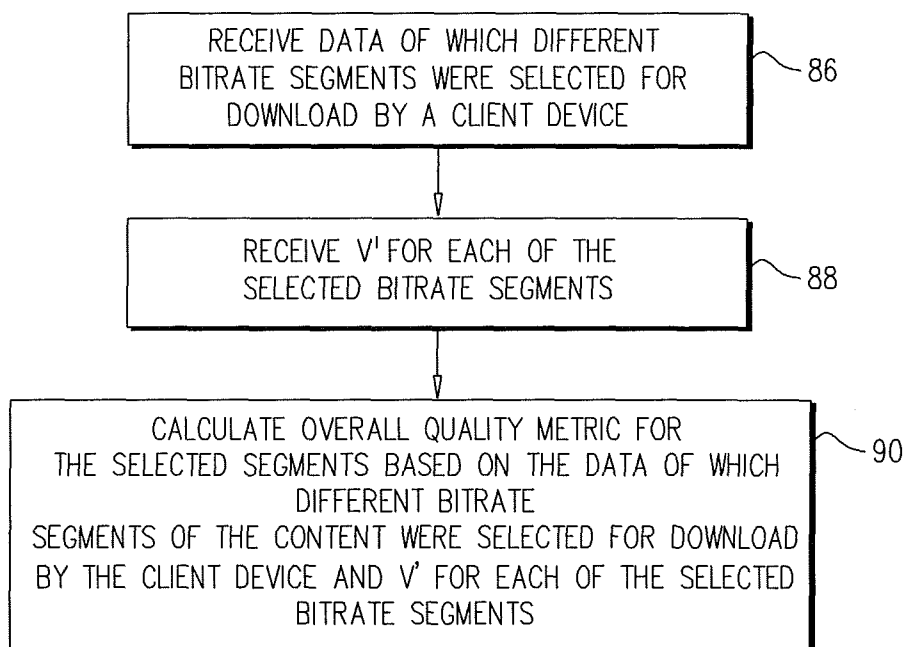 RECEIVE DATA OF WHICH DIFFERENT
BITRATE SEGMENTS WERE SELECTED FOR
DOWNLOAD BY A CLIENT DEVICE
86
RECEIVE V' FOR EACH OF THE
SELECTED BITRATE SEGMENTS
88
CALCULATE OVERALL QUALITY METRIC FOR
THE SELECTED SEGMENTS BASED ON THE DATA OF WHICH
DIFFERENT BITRATE
SEGMENTS OF THE CONTENT WERE SELECTED FOR DOWNLOAD
BY THE CLIENT DEVICE AND V' FOR EACH OF THE SELECTED
BITRATE SEGMENTS
90